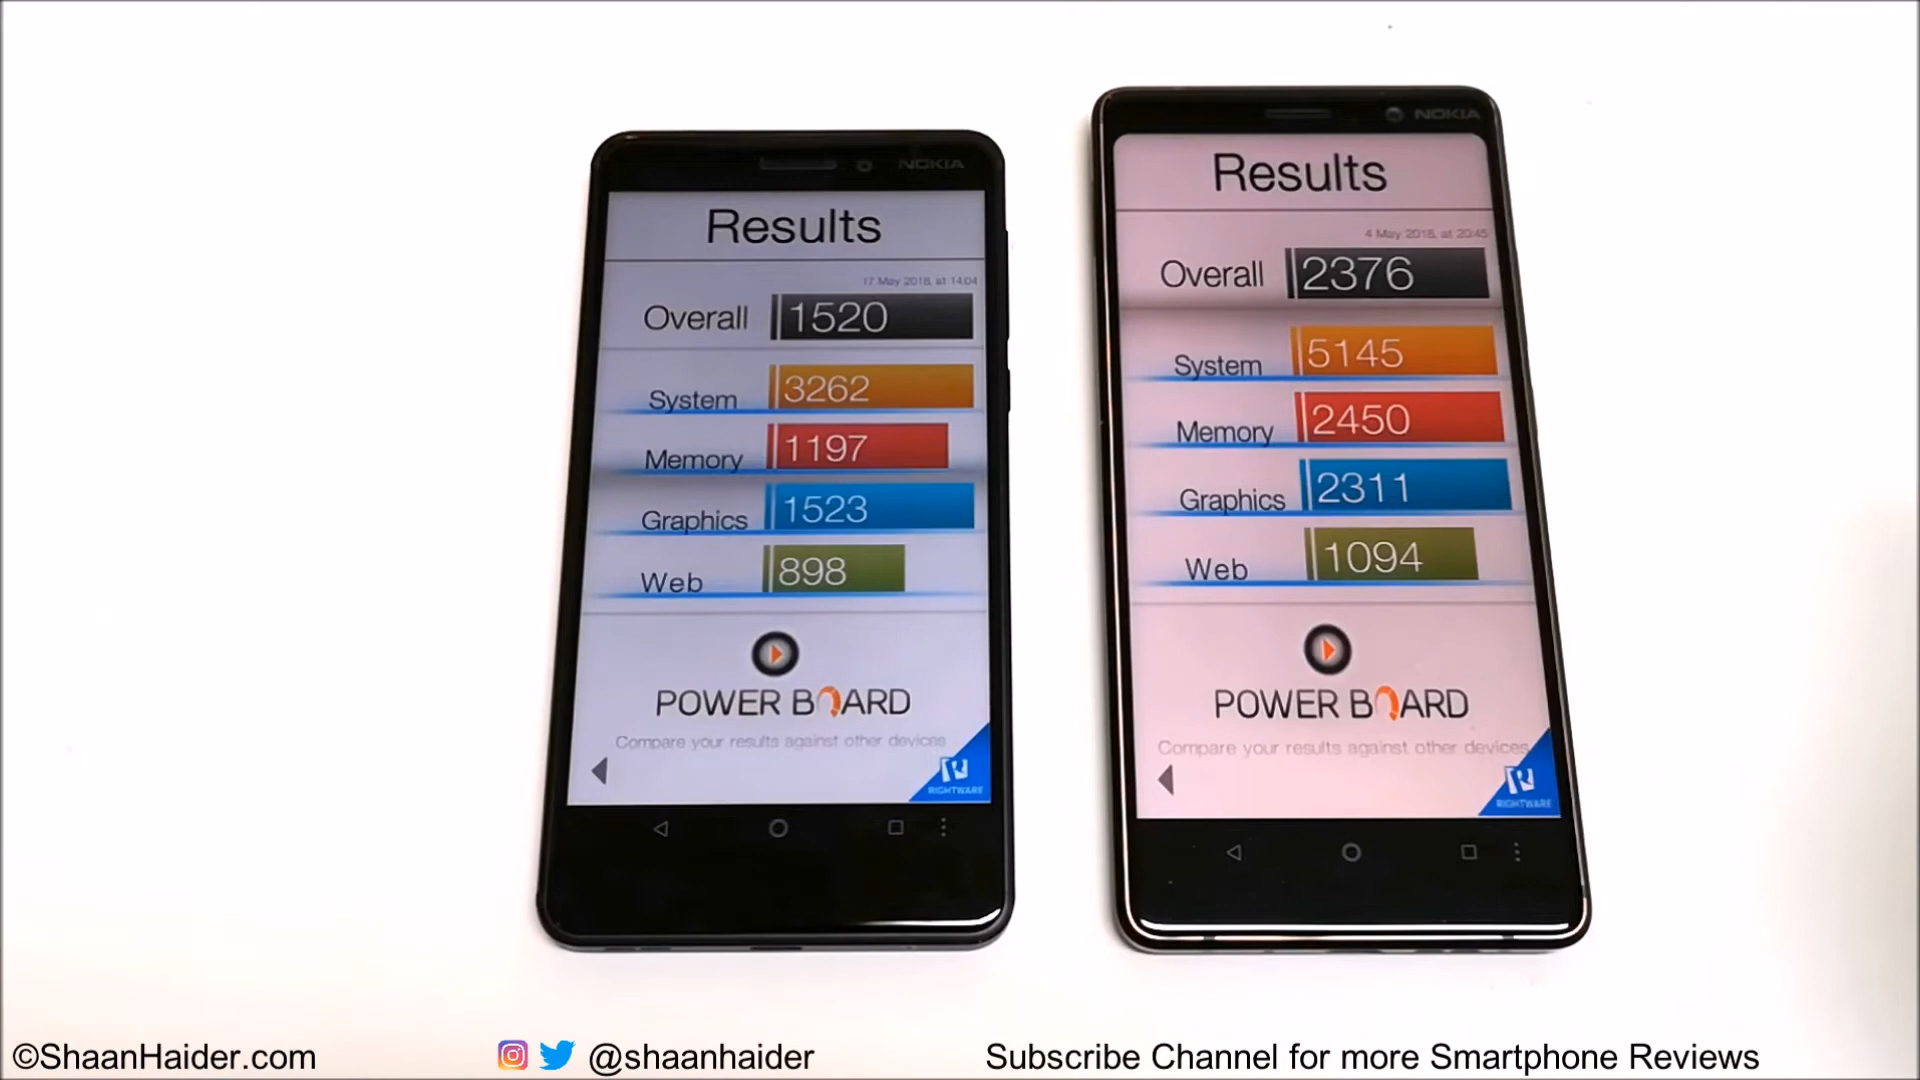 NOKIA
Results
17 May 2018, at 14:04
Overall 1520
System 3262
Memory 1197
Graphics 1523
Web 898
POWER BOARD
Compare your results against other devices
RIGHTWARE
NOKIA
Results
4 May 2018, at 20:45
Overall 2376
System 5145
Memory 2450
Graphics 2311
Web 1094
POWER BOARD
Compare your results against other devices
RIGHTWARE
©ShaanHaider.com
@shaanhaider
Subscribe Channel for more Smartphone Reviews